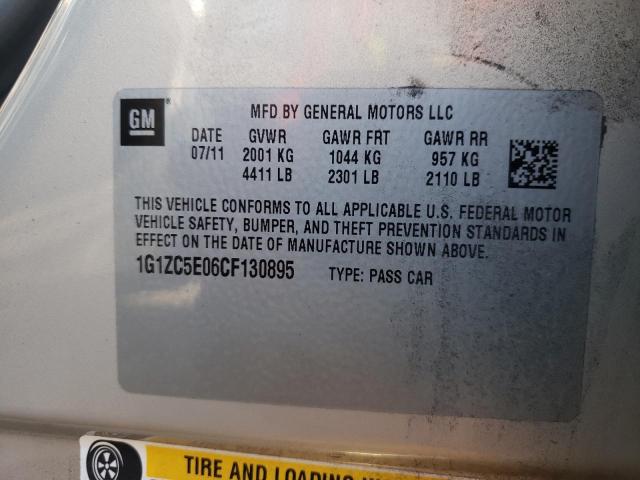 GM
MFD BY GENERAL MOTORS LLC
DATE GVWR GAWR FRT GAWR RR
07/11 2001 KG 1044 KG 957 KG
4411 LB 2301 LB 2110 LB
THIS VEHICLE CONFORMS TO ALL APPLICABLE U.S. FEDERAL MOTOR
VEHICLE SAFETY, BUMPER, AND THEFT PREVENTION STANDARDS IN
EFFECT ON THE DATE OF MANUFACTURE SHOWN ABOVE.
1G1ZC5E06CF130895 TYPE: PASS CAR
TIRE AND LOADING